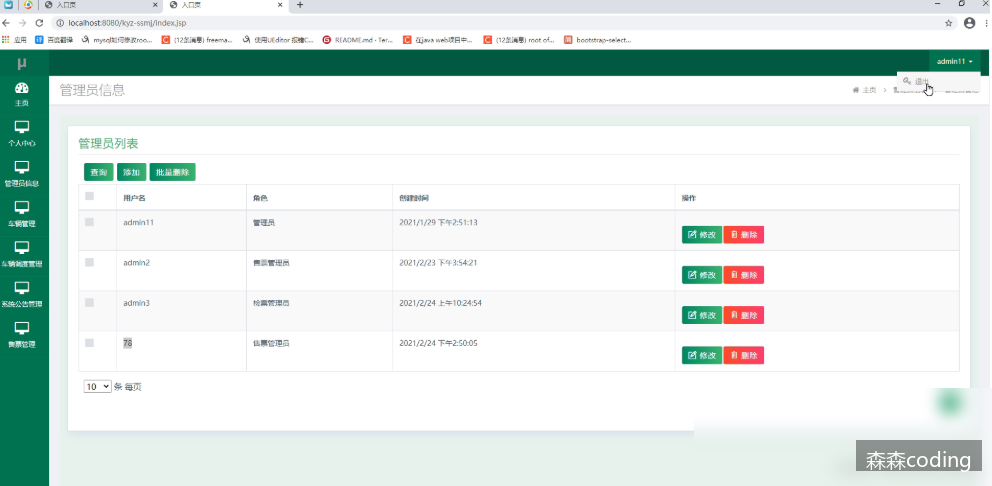 入口页
入口页
localhost:8080/kyz-ssmj/index.jsp
应用
百度翻译
mysql如何修改roo...
(12条消息) freema...
使用UEditor 报错C...
README.md · Ter...
在java web项目中...
(12条消息) root of...
bootstrap-select...
μ
admin11
退出
主页
管理员信息
主页
个人中心
管理员信息
车辆管理
车辆调度管理
系统公告管理
售票管理
管理员列表
查询 添加 批量删除
用户名 角色 创建时间 操作
admin11 管理员 2021/1/29 下午2:51:13 修改 删除
admin2 售票管理员 2021/2/23 下午3:54:21 修改 删除
admin3 检票管理员 2021/2/24 上午10:24:54 修改 删除
78 售票管理员 2021/2/24 下午2:50:05 修改 删除
10 条 每页
森森coding